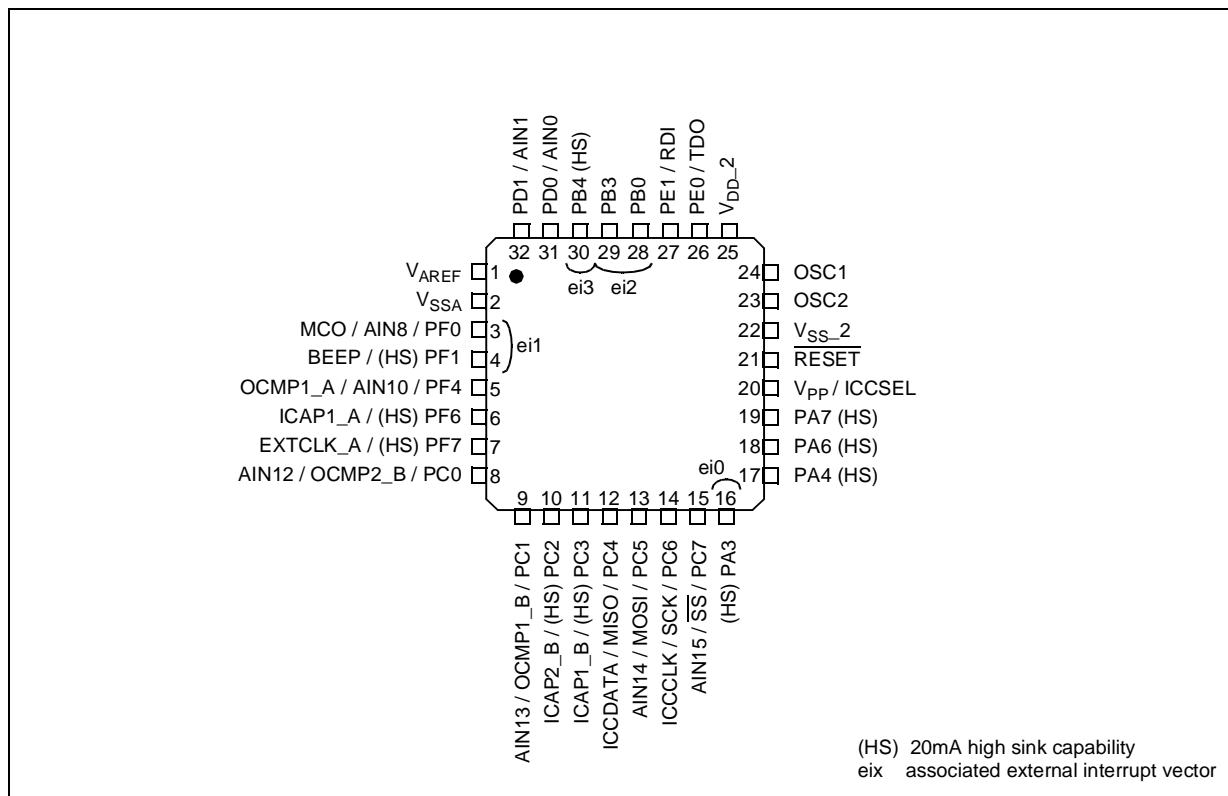 PD1 / AIN1
PD0 / AIN0
PB4 (HS)
PB3
PB0
PE1 / RDI
PE0 / TDO
VDD_2
32 31 30 29 28 27 26 25
ei3 ei2
VAREF 1
VSSA 2
MCO / AIN8 / PF0 3
BEEP / (HS) PF1 4
ei1
OCMP1_A / AIN10 / PF4 5
ICAP1_A / (HS) PF6 6
EXTCLK_A / (HS) PF7 7
AIN12 / OCMP2_B / PC0 8
24 OSC1
23 OSC2
22 VSS_2
21 RESET
20 VPP / ICCSEL
19 PA7 (HS)
18 PA6 (HS)
17 PA4 (HS)
ei0
9 10 11 12 13 14 15 16
AIN13 / OCMP1_B / PC1
ICAP2_B / (HS) PC2
ICAP1_B / (HS) PC3
ICCDATA / MISO / PC4
AIN14 / MOSI / PC5
ICCCLK / SCK / PC6
AIN15 / SS / PC7
(HS) PA3
(HS) 20mA high sink capability
eix associated external interrupt vector